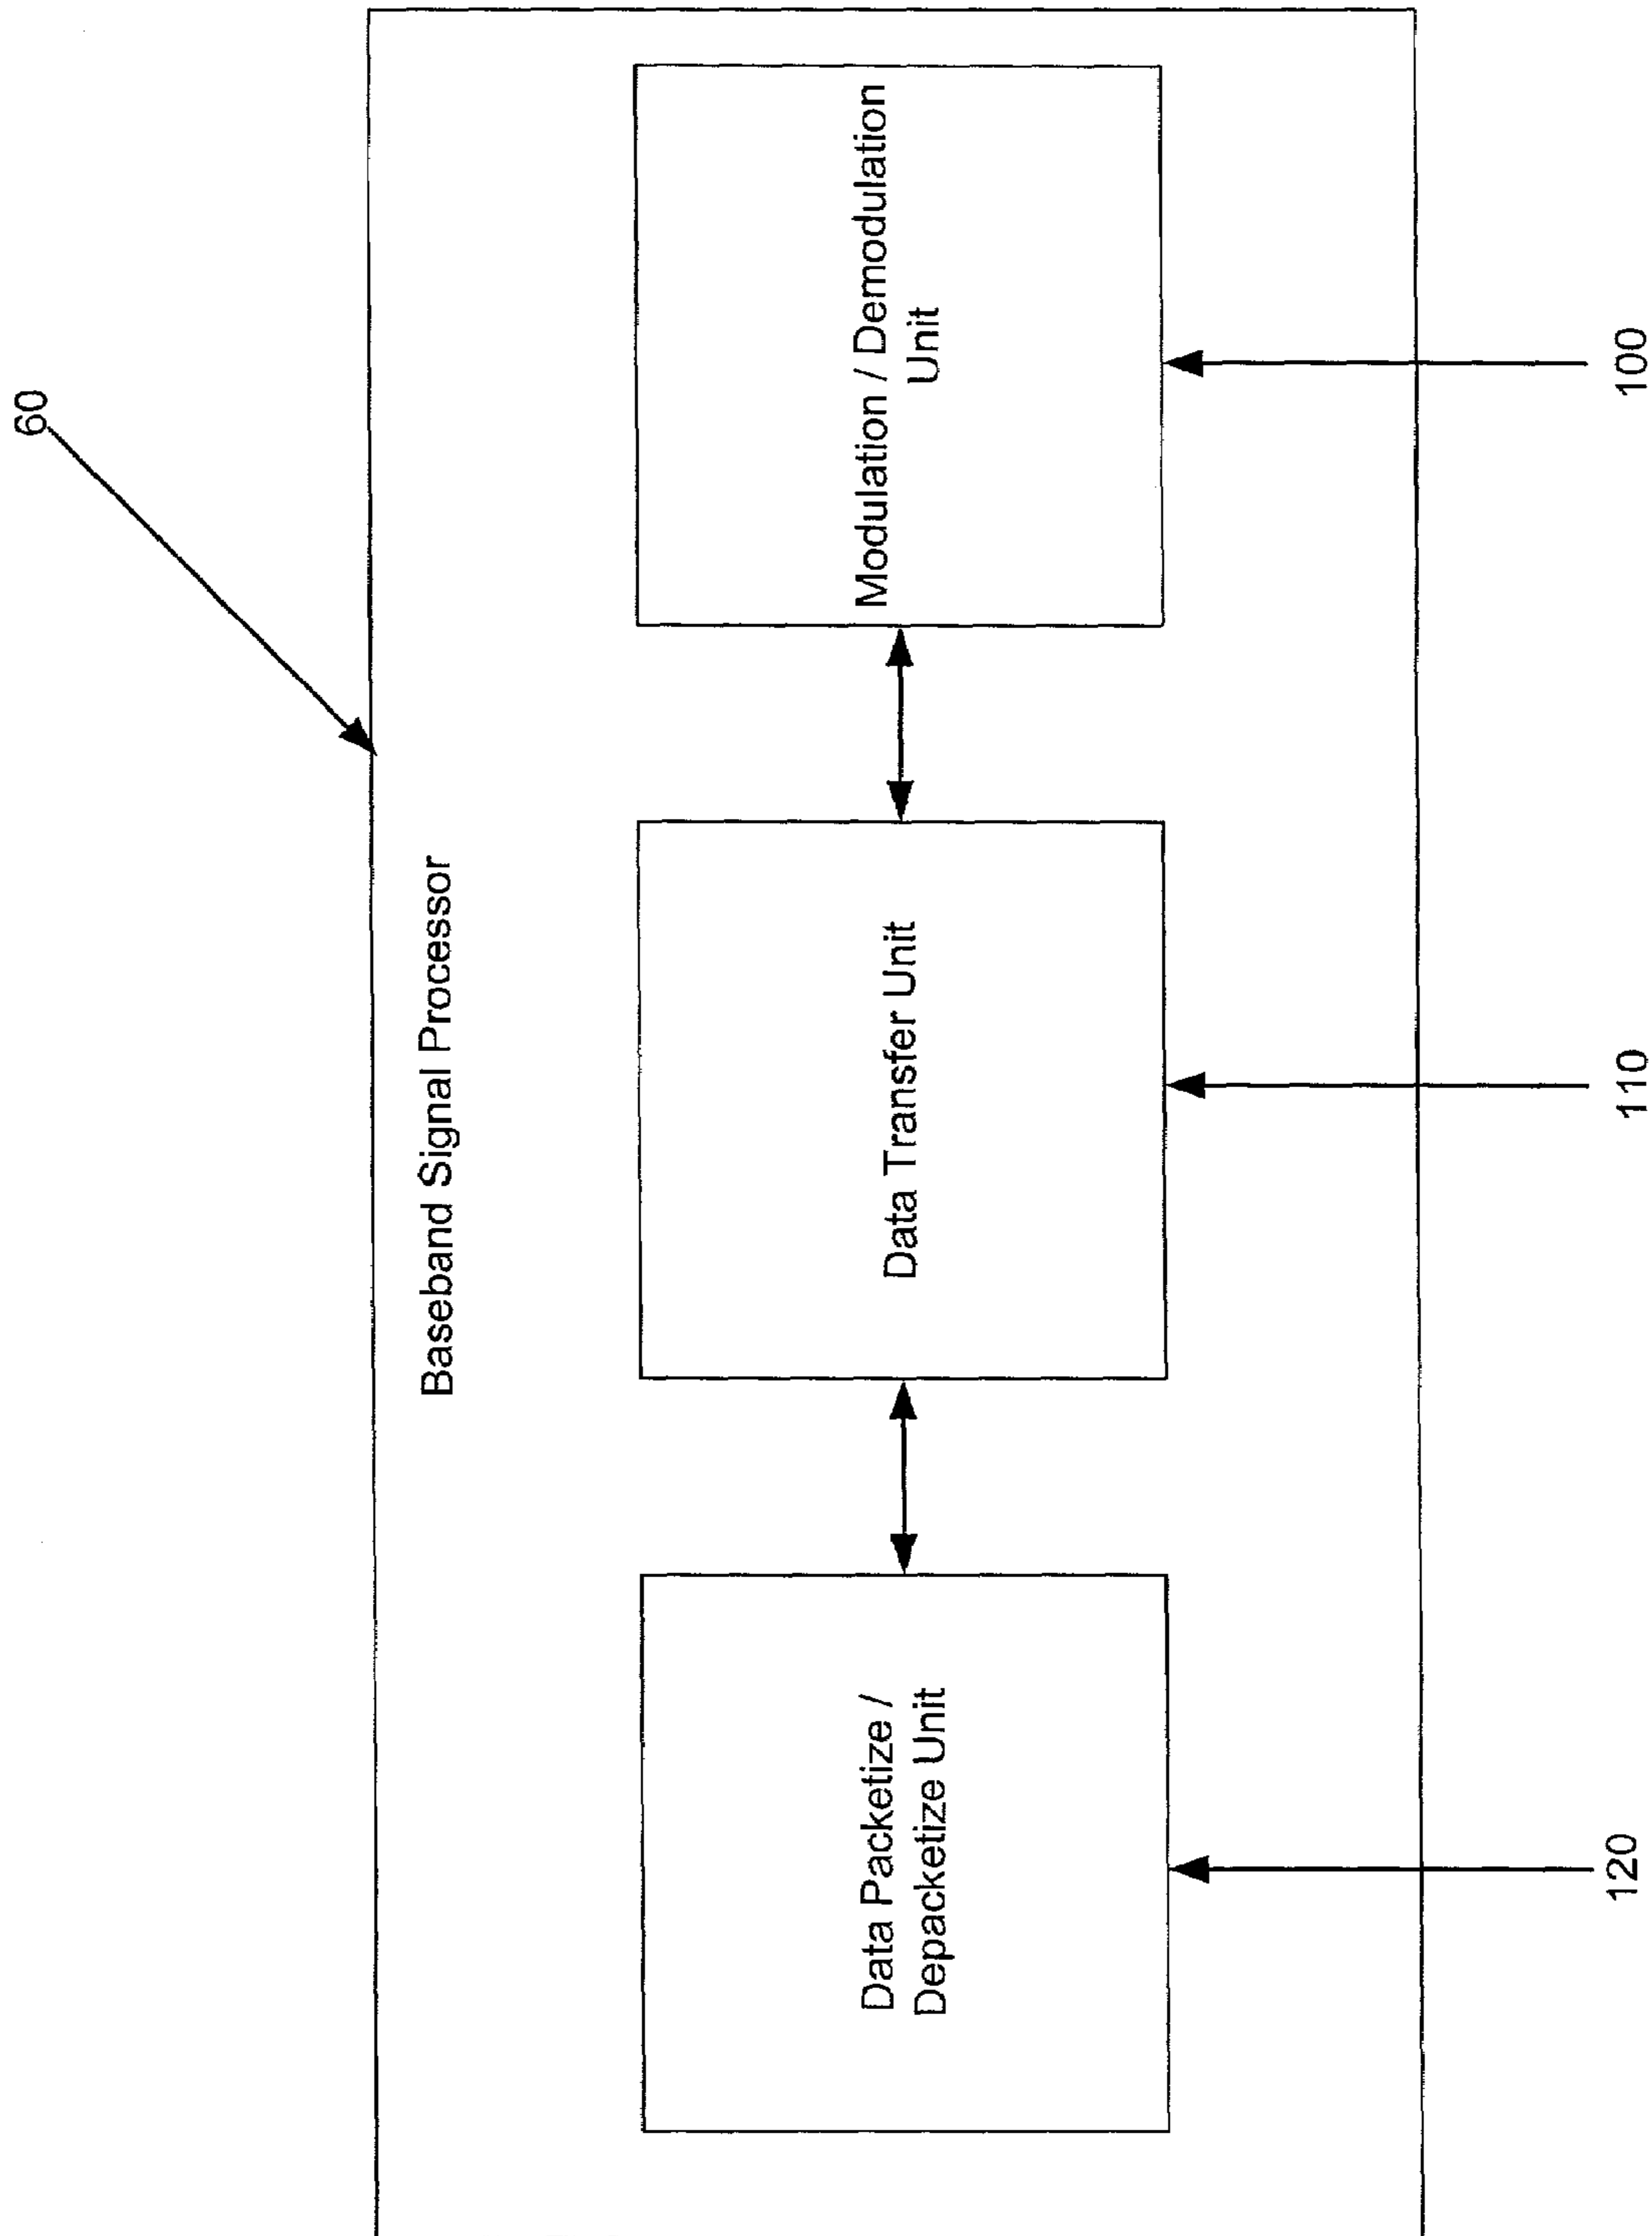 60
Baseband Signal Processor
Data Packetize /
Depacketize Unit
Data Transfer Unit
Modulation / Demodulation
Unit
120
110
100